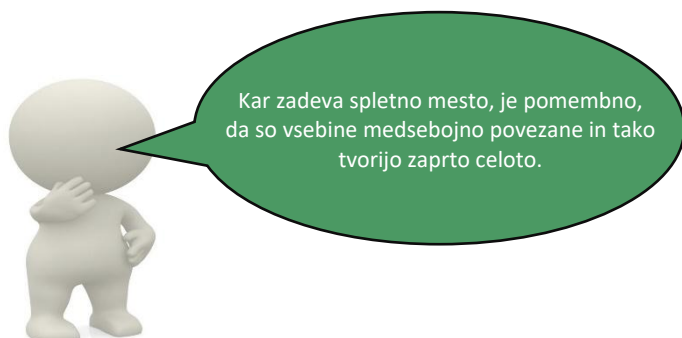 Kar zadeva spletno mesto, je pomembno,
da so vsebine medsebojno povezane in tako
tvorijo zaprto celoto.